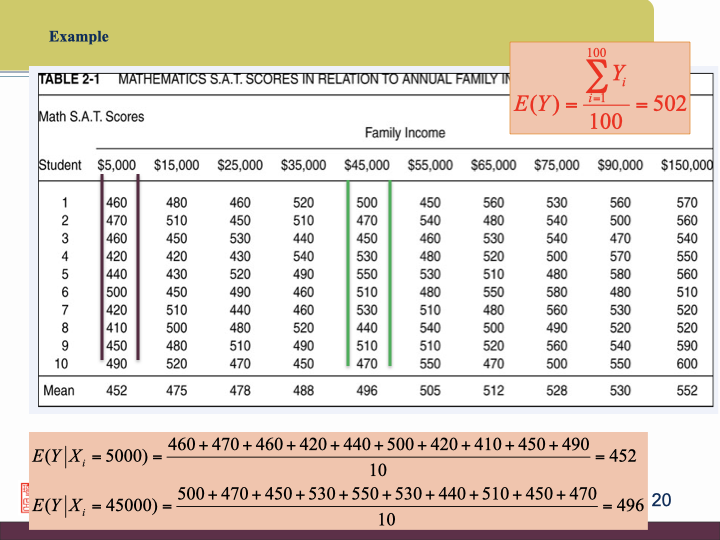 Example
100
∑ Y_i
i=1
E(Y) = ――― = 502
100
TABLE 2-1 MATHEMATICS S.A.T. SCORES IN RELATION TO ANNUAL FAMILY IN
Math S.A.T. Scores
Family Income
Student $5,000 $15,000 $25,000 $35,000 $45,000 $55,000 $65,000 $75,000 $90,000 $150,000
1 460 480 460 520 500 450 560 530 560 570
2 470 510 450 510 470 540 480 540 500 560
3 460 450 530 440 450 460 530 540 470 540
4 420 420 430 540 530 480 520 500 570 550
5 440 430 520 490 550 530 510 480 580 560
6 500 450 490 460 510 480 550 580 480 510
7 420 510 440 460 530 510 480 560 530 520
8 410 500 480 520 440 540 500 490 520 520
9 450 480 510 490 510 510 520 560 540 590
10 490 520 470 450 470 550 470 500 550 600
Mean 452 475 478 488 496 505 512 528 530 552
460 + 470 + 460 + 420 + 440 + 500 + 420 + 410 + 450 + 490
E(Y|X_i = 5000) = ――― = 452
10
500 + 470 + 450 + 530 + 550 + 530 + 440 + 510 + 450 + 470
E(Y|X_i = 45000) = ――― = 496
10
20